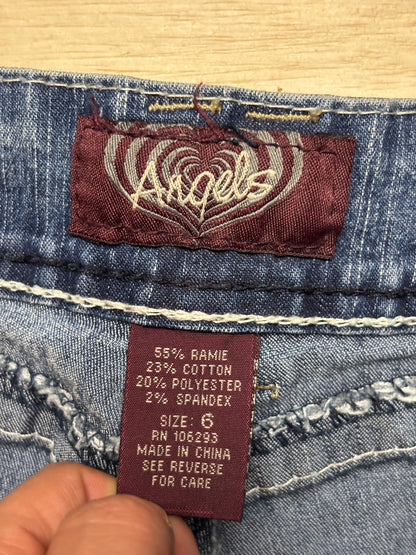 Angels
55% RAMIE
23% COTTON
20% POLYESTER
2% SPANDEX
SIZE: 6
RN 106293
MADE IN CHINA
SEE REVERSE
FOR CARE